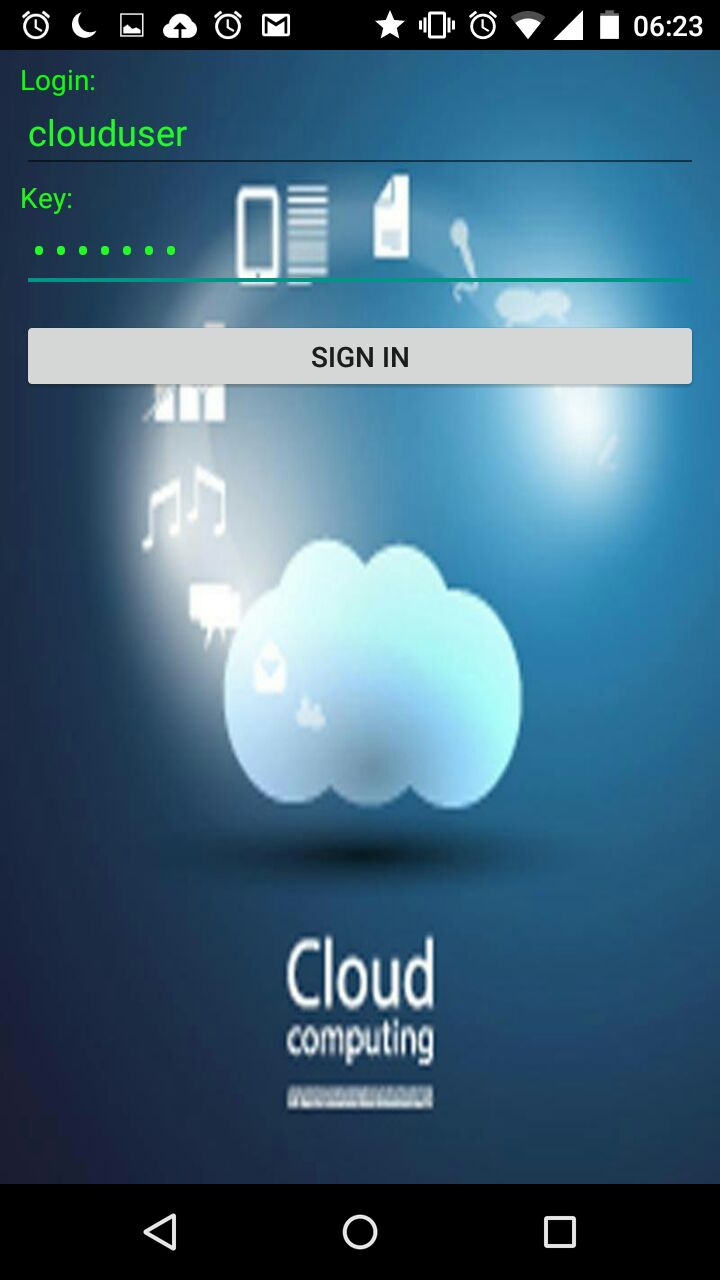 06:23
Login:
clouduser
Key:
•••••••
SIGN IN
Cloud
computing